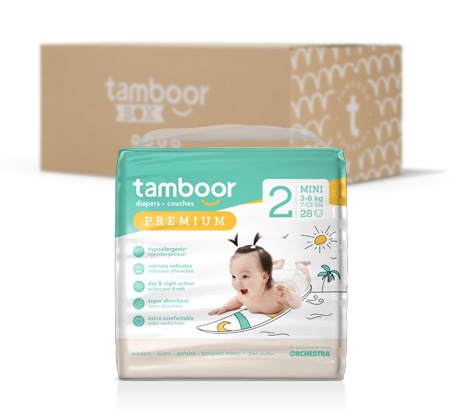 tamboor
BOX
t
tamboor
diapers • couches
PREMIUM
2
MINI
3-6 kg
7-13 lbs
28
hypoallergenic*
hypoallergénique*
wetness indicator
indicateur d'humidité
day & night action
action jour & nuit
super absorbent
super absorbant
extra comfortable
extra confortable
ORCHESTRA